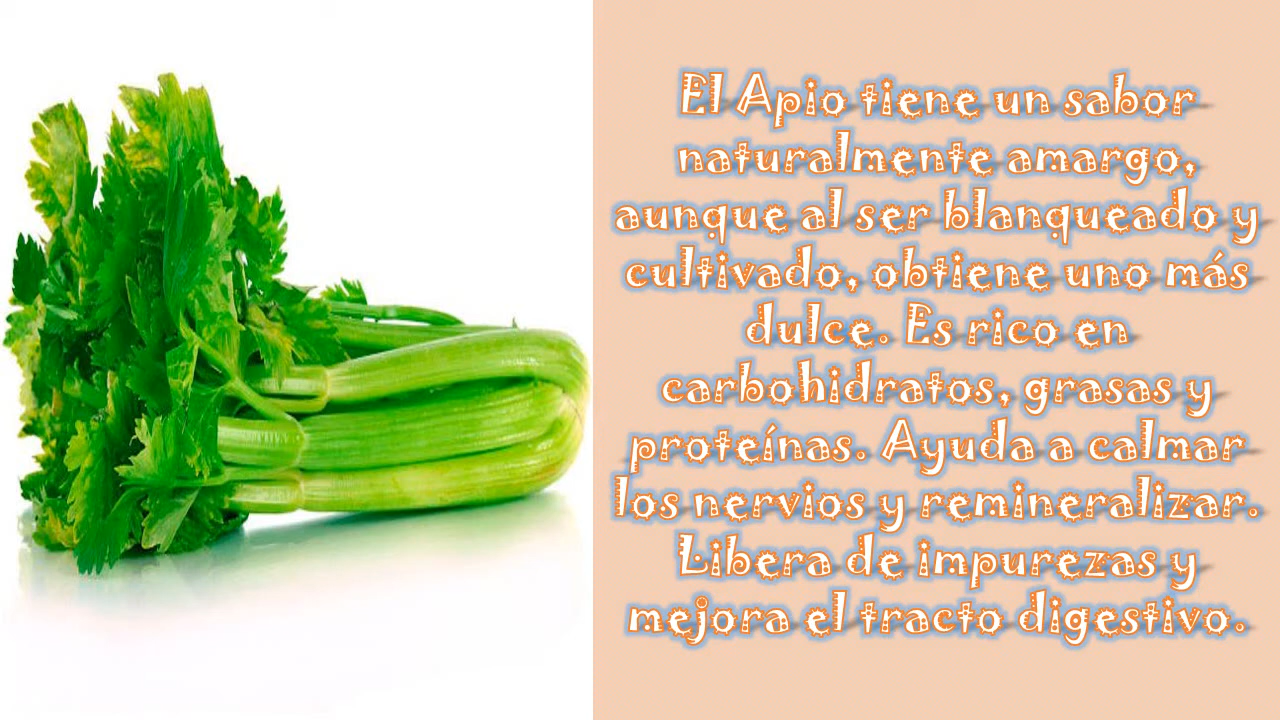 El Apio tiene un sabor
naturalmente amargo,
aunque al ser blanqueado y
cultivado, obtiene uno más
dulce. Es rico en
carbohidratos, grasas y
proteínas. Ayuda a calmar
los nervios y remineralizar.
Libera de impurezas y
mejora el tracto digestivo.